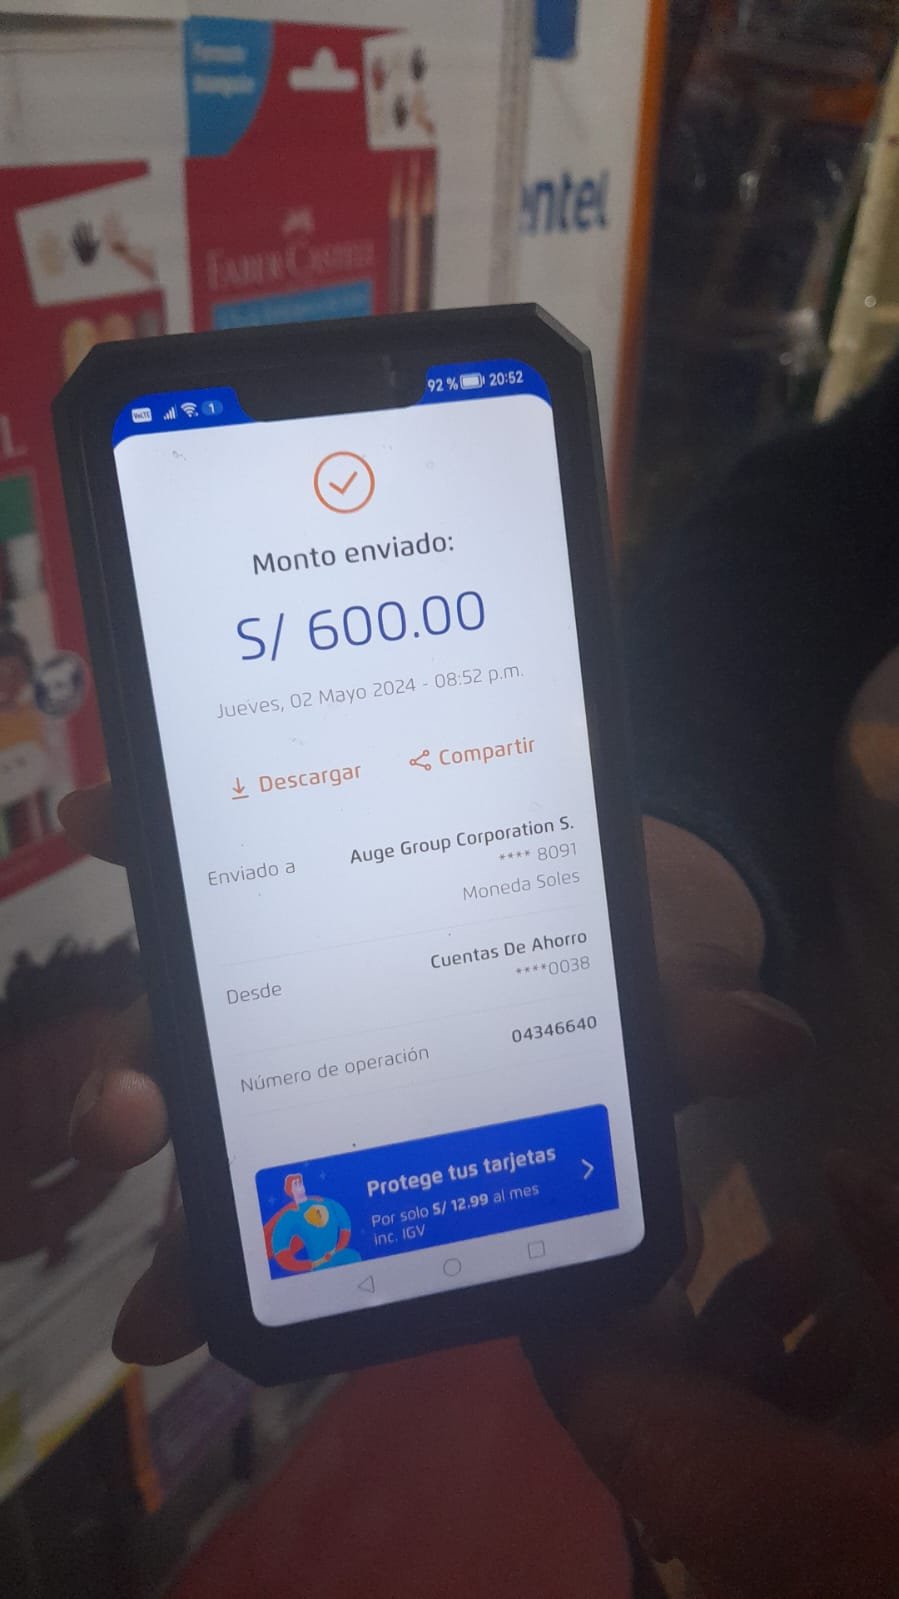 FABER-CASTELL
entel
VoLTE
1
92 %
20:52
Monto enviado:
S/ 600.00
Jueves, 02 Mayo 2024 - 08:52 p.m.
Descargar
Compartir
Enviado a
Auge Group Corporation S.
**** 8091
Moneda Soles
Desde
Cuentas De Ahorro
****0038
Número de operación
04346640
Protege tus tarjetas
Por solo S/ 12.99 al mes
inc. IGV